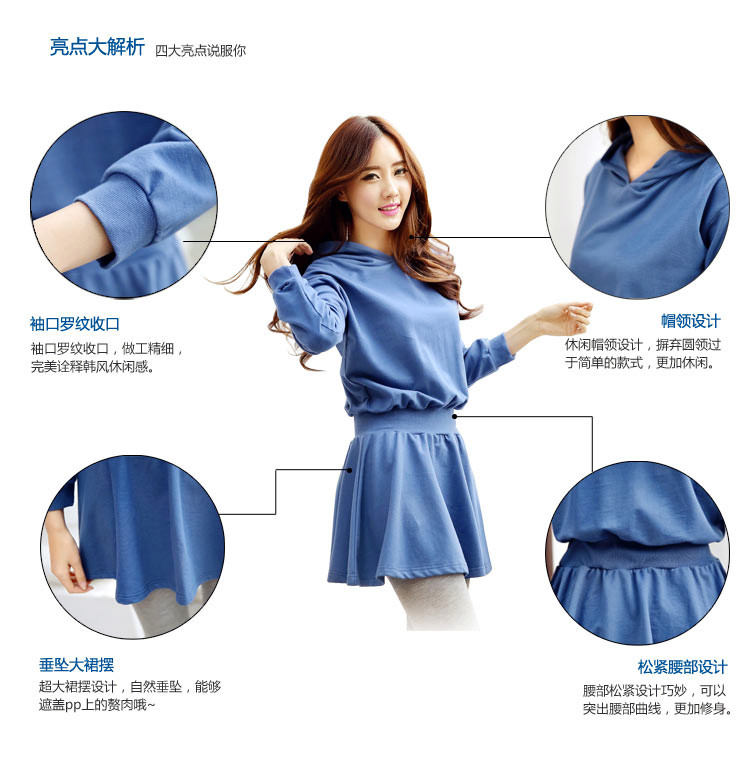 亮点大解析 四大亮点说服你
袖口罗纹收口
袖口罗纹收口，做工精细，
完美诠释韩风休闲感。
帽领设计
休闲帽领设计，摒弃圆领过
于简单的款式，更加休闲。
垂坠大裙摆
超大裙摆设计，自然垂坠，能够
遮盖pp上的赘肉哦~
松紧腰部设计
腰部松紧设计巧妙，可以
突出腰部曲线，更加修身。